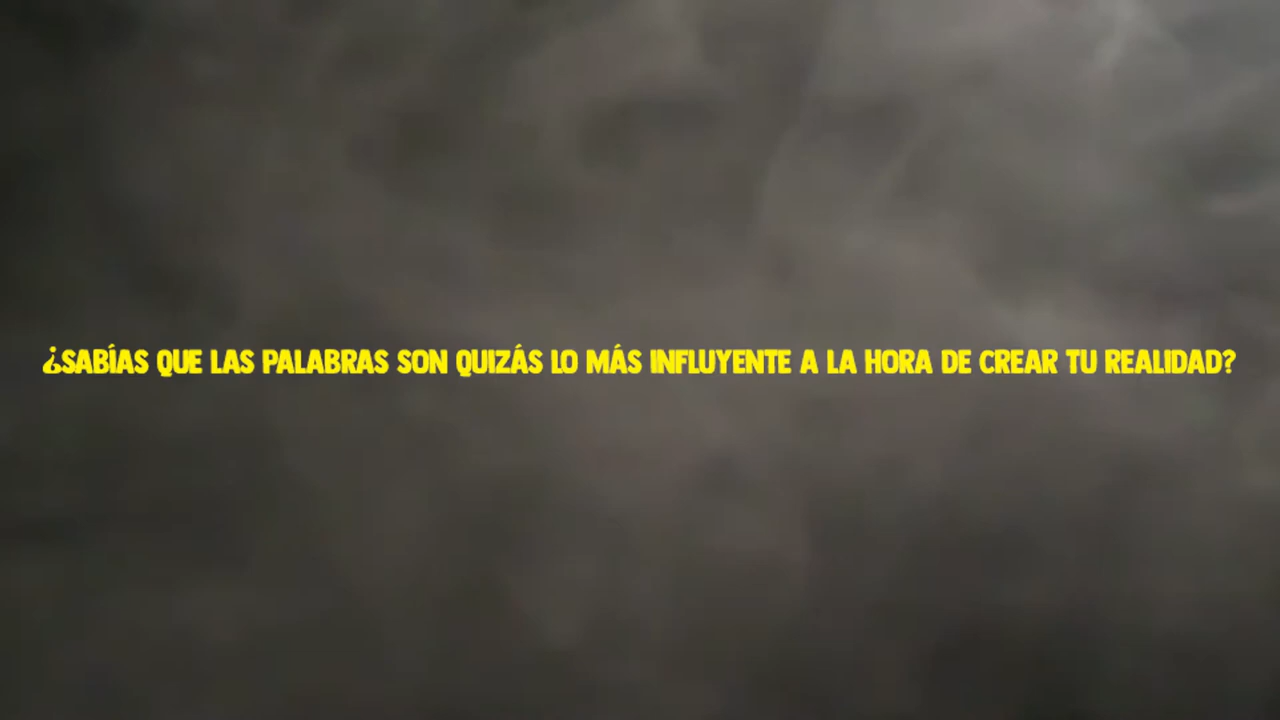 ¿SABÍAS QUE LAS PALABRAS SON QUIZÁS LO MÁS INFLUYENTE A LA HORA DE CREAR TU REALIDAD?